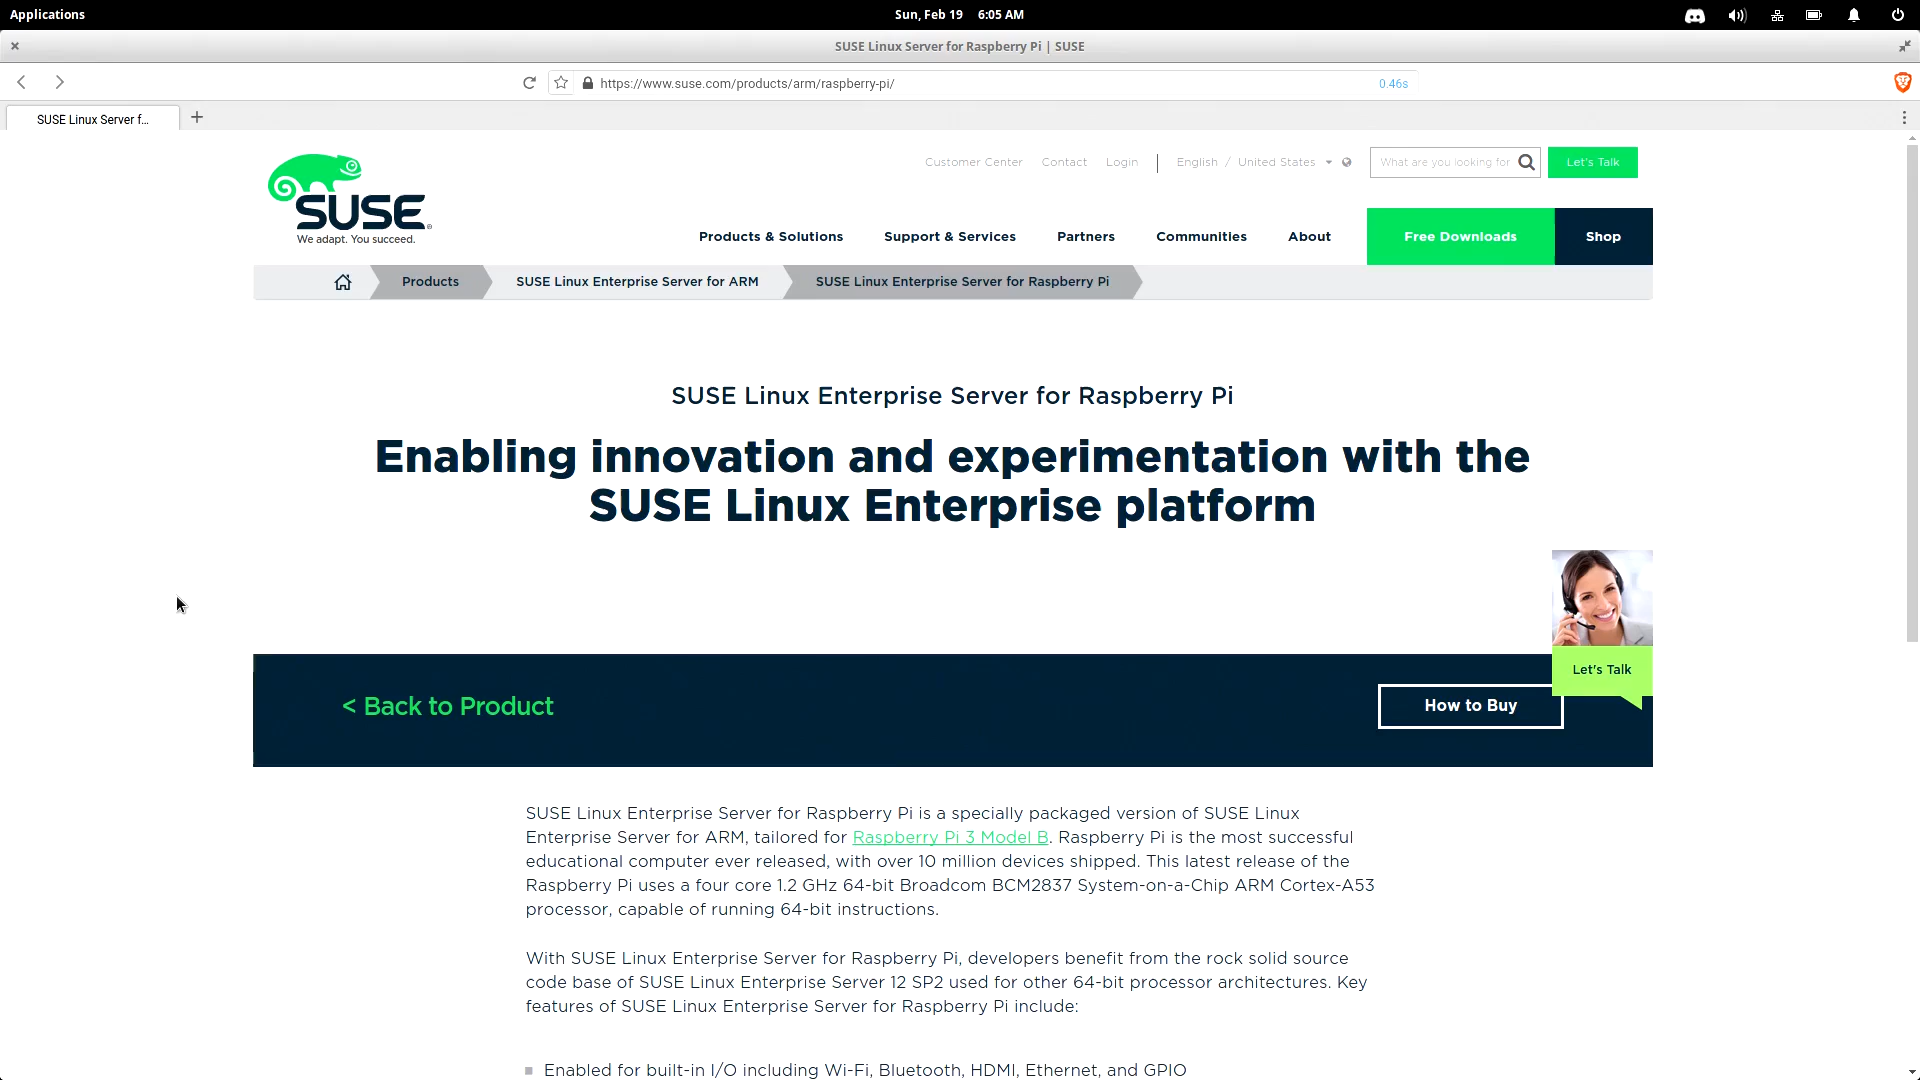 Applications
Sun, Feb 19 6:05 AM
SUSE Linux Server for Raspberry Pi | SUSE
https://www.suse.com/products/arm/raspberry-pi/
0.46s
SUSE Linux Server f...
Customer Center Contact Login English / United States
What are you looking for
Let's Talk
SUSE
We adapt. You succeed.
Products & Solutions Support & Services Partners Communities About Free Downloads Shop
Products SUSE Linux Enterprise Server for ARM SUSE Linux Enterprise Server for Raspberry Pi
SUSE Linux Enterprise Server for Raspberry Pi
Enabling innovation and experimentation with the
SUSE Linux Enterprise platform
Let's Talk
< Back to Product
How to Buy
SUSE Linux Enterprise Server for Raspberry Pi is a specially packaged version of SUSE Linux
Enterprise Server for ARM, tailored for Raspberry Pi 3 Model B. Raspberry Pi is the most successful
educational computer ever released, with over 10 million devices shipped. This latest release of the
Raspberry Pi uses a four core 1.2 GHz 64-bit Broadcom BCM2837 System-on-a-Chip ARM Cortex-A53
processor, capable of running 64-bit instructions.
With SUSE Linux Enterprise Server for Raspberry Pi, developers benefit from the rock solid source
code base of SUSE Linux Enterprise Server 12 SP2 used for other 64-bit processor architectures. Key
features of SUSE Linux Enterprise Server for Raspberry Pi include:
Enabled for built-in I/O including Wi-Fi, Bluetooth, HDMI, Ethernet, and GPIO